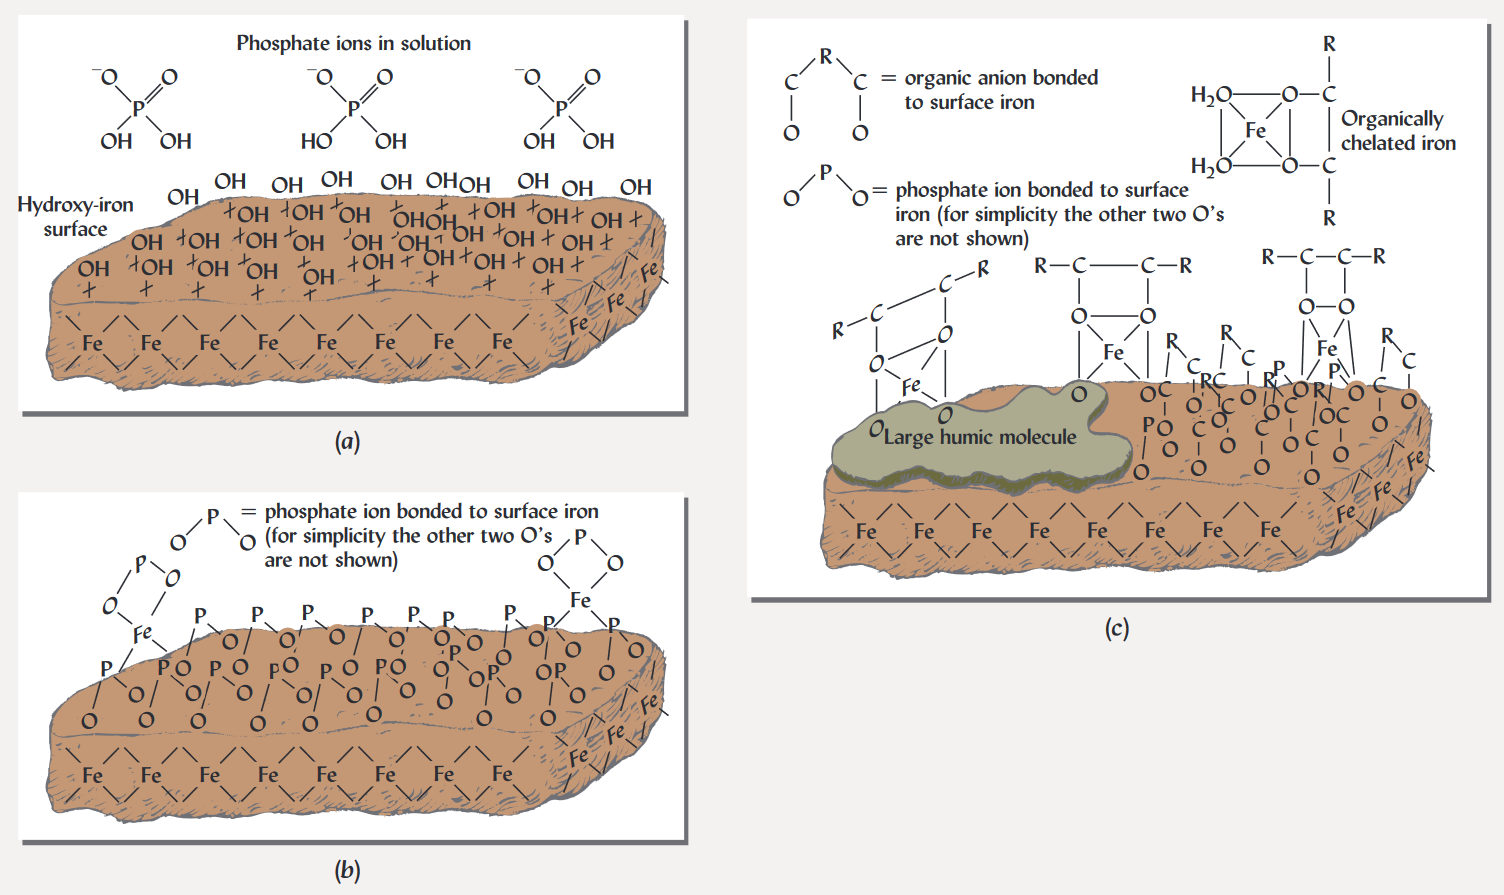 Phosphate ions in solution
⁻O O ⁻O O ⁻O O
P P P
OH OH HO OH OH OH
Hydroxy-iron
surface
OH OH OH OH OH OH OH OH OH OH
OH OH OH OH OH OH OH OH
OH OH OH OH OH OH OH OH OH
OH OH OH OH OH OH OH OH OH
Fe Fe Fe Fe Fe Fe Fe Fe Fe Fe Fe
(a)
P = phosphate ion bonded to surface iron
(for simplicity the other two O's
are not shown)
O O
P O O Fe
P O O Fe
P P P P P P P P P
Fe Fe Fe Fe Fe Fe Fe Fe Fe Fe Fe
(b)
R
C C = organic anion bonded
to surface iron
O O
P
O O = phosphate ion bonded to surface
iron (for simplicity the other two O's
are not shown)
R
H₂O O C
Fe
Organically
chelated iron
H₂O O C
R
R C C R
O O
Fe
R C C R
O O
Fe
R C C R
O O
Fe
Large humic molecule
Fe Fe Fe Fe Fe Fe Fe Fe Fe Fe Fe
(c)